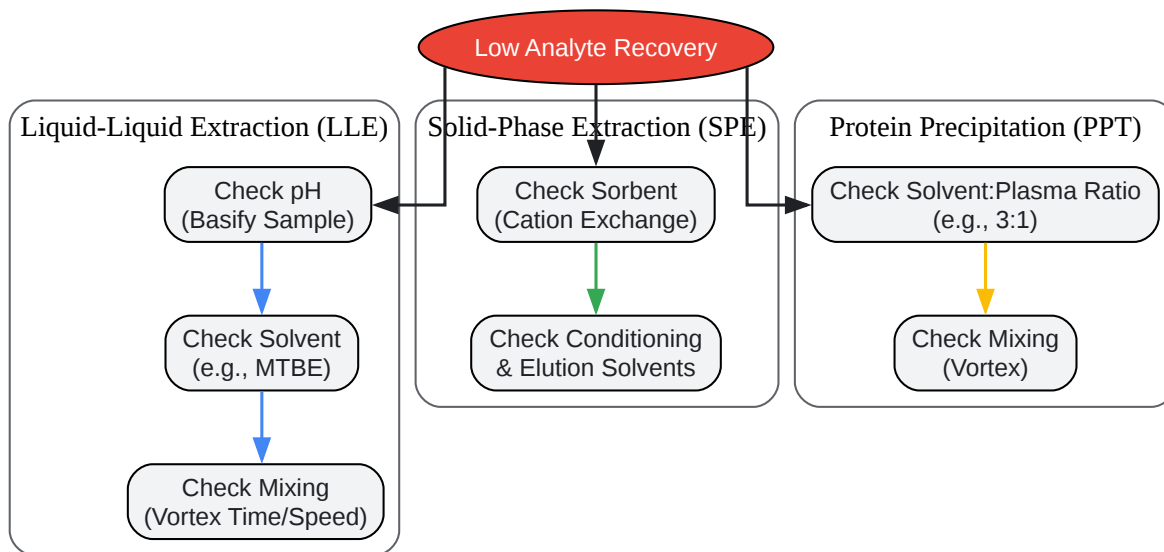 Low Analyte Recovery
Liquid-Liquid Extraction (LLE)
Check pH
(Basify Sample)
Check Solvent
(e.g., MTBE)
Check Mixing
(Vortex Time/Speed)
Solid-Phase Extraction (SPE)
Check Sorbent
(Cation Exchange)
Check Conditioning
& Elution Solvents
Protein Precipitation (PPT)
Check Solvent:Plasma Ratio
(e.g., 3:1)
Check Mixing
(Vortex)